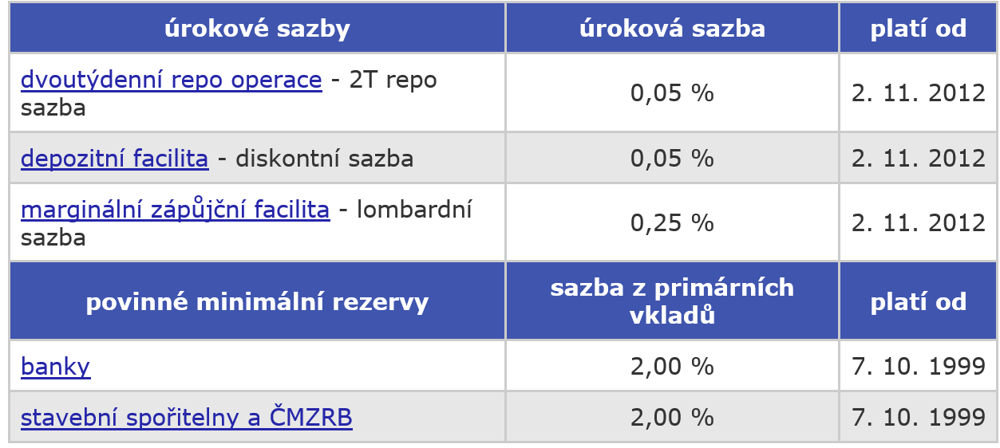 úrokové sazby úroková sazba platí od
dvoutýdenní repo operace - 2T repo
sazba 0,05 % 2. 11. 2012
depozitní facilita - diskontní sazba 0,05 % 2. 11. 2012
marginální zápůjční facilita - lombardní
sazba 0,25 % 2. 11. 2012
povinné minimální rezervy sazba z primárních
vkladů platí od
banky 2,00 % 7. 10. 1999
stavební spořitelny a ČMZRB 2,00 % 7. 10. 1999